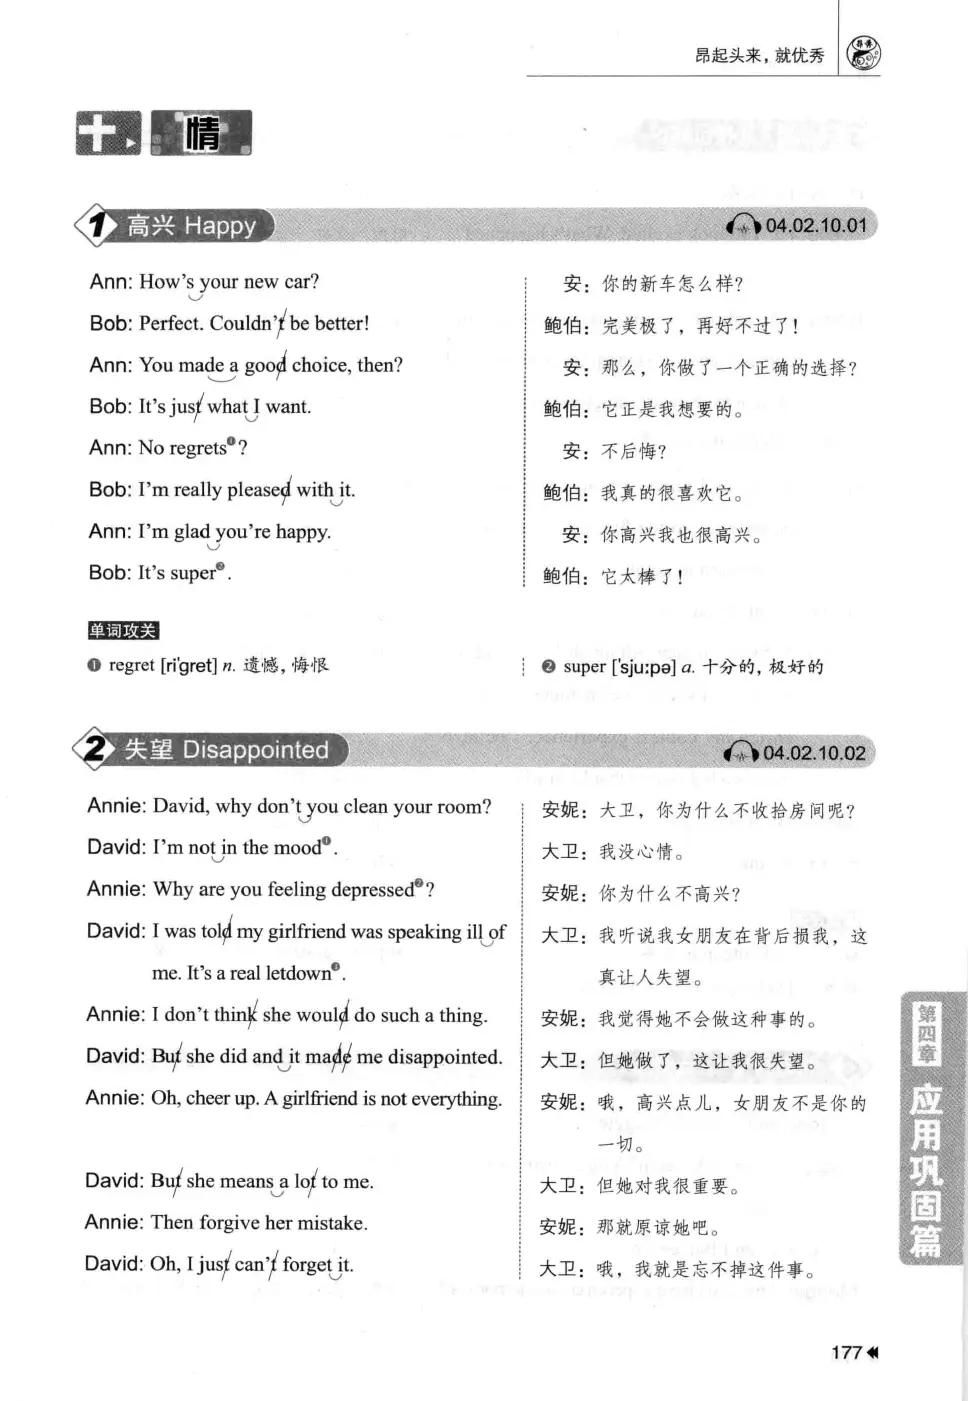 昂起头来，就优秀
十 情
1 高兴 Happy 04.02.10.01
Ann: How's your new car? 安：你的新车怎么样？
Bob: Perfect. Couldn't be better! 鲍伯：完美极了，再好不过了！
Ann: You made a good choice, then? 安：那么，你做了一个正确的选择？
Bob: It's just what I want. 鲍伯：它正是我想要的。
Ann: No regrets❶? 安：不后悔？
Bob: I'm really pleased with it. 鲍伯：我真的很喜欢它。
Ann: I'm glad you're happy. 安：你高兴我也很高兴。
Bob: It's super❷. 鲍伯：它太棒了！
单词攻关
❶ regret [ri'gret] n. 遗憾，悔恨 ❷ super ['sju:pə] a. 十分的，极好的
2 失望 Disappointed 04.02.10.02
Annie: David, why don't you clean your room? 安妮：大卫，你为什么不收拾房间呢？
David: I'm not in the mood❶. 大卫：我没心情。
Annie: Why are you feeling depressed❷? 安妮：你为什么不高兴？
David: I was told my girlfriend was speaking ill of 大卫：我听说我女朋友在背后损我，这
me. It's a real letdown❸. 真让人失望。
Annie: I don't think she would do such a thing. 安妮：我觉得她不会做这种事的。
David: But she did and it made me disappointed. 大卫：但她做了，这让我很失望。
Annie: Oh, cheer up. A girlfriend is not everything. 安妮：哦，高兴点儿，女朋友不是你的
一切。
David: But she means a lot to me. 大卫：但她对我很重要。
Annie: Then forgive her mistake. 安妮：那就原谅她吧。
David: Oh, I just can't forget it. 大卫：哦，我就是忘不掉这件事。
第四章 应用巩固篇
177